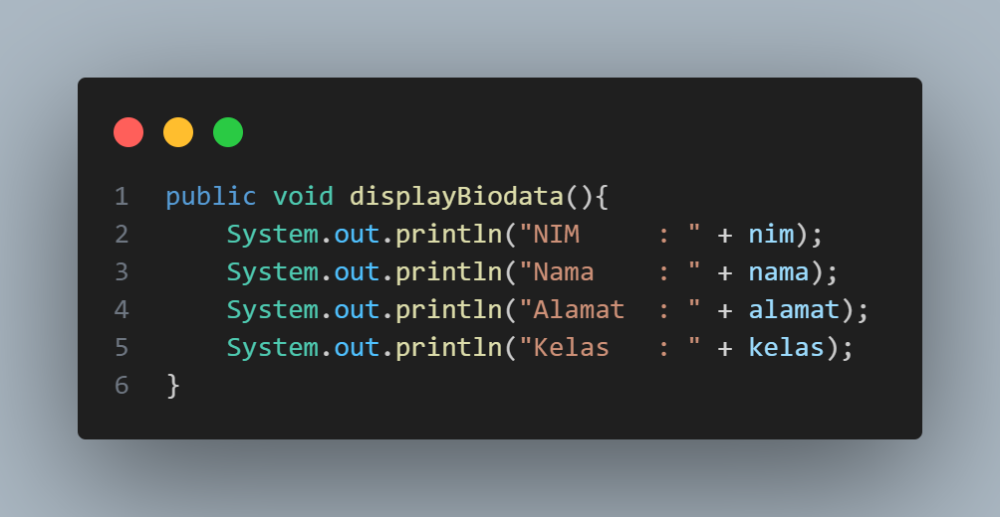 1 public void displayBiodata(){
2     System.out.println("NIM     : " + nim);
3     System.out.println("Nama    : " + nama);
4     System.out.println("Alamat  : " + alamat);
5     System.out.println("Kelas   : " + kelas);
6 }